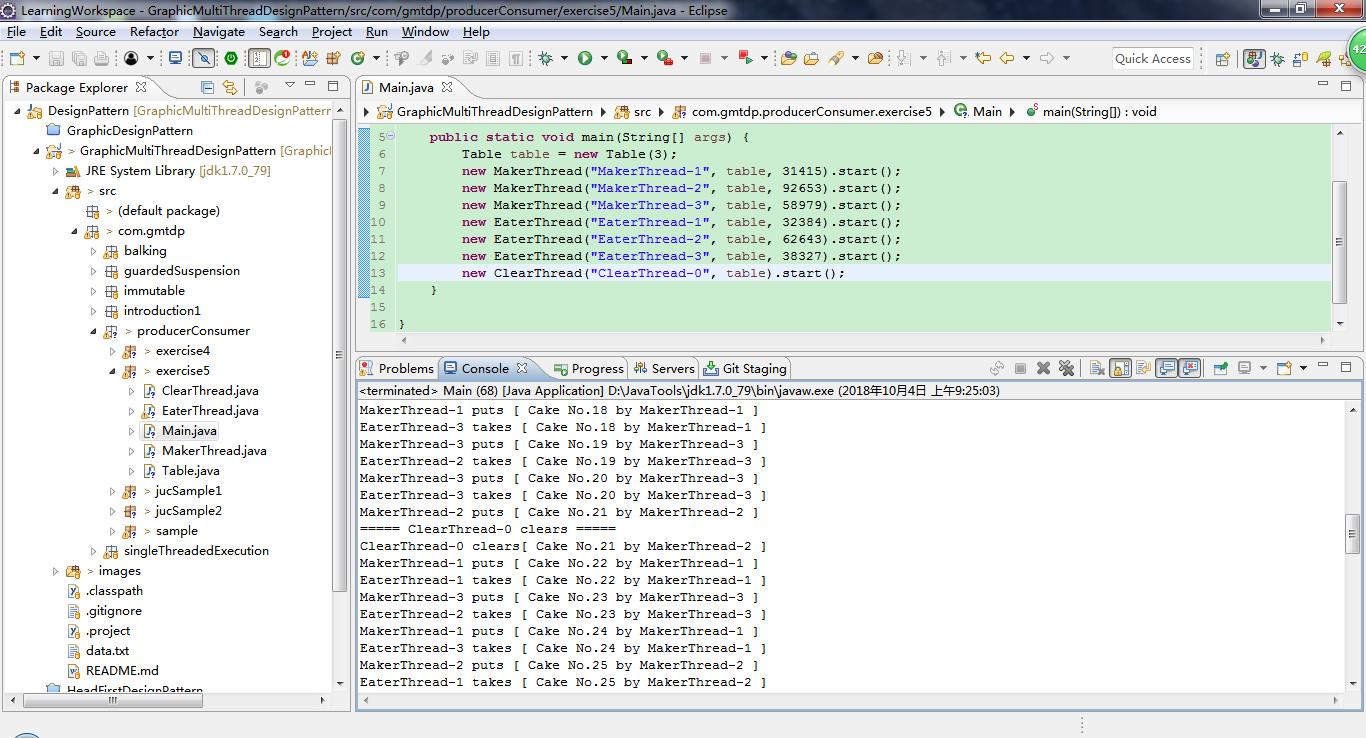 LearningWorkspace - GraphicMultiThreadDesignPattern/src/com/gmtdp/producerConsumer/exercise5/Main.java - Eclipse
File Edit Source Refactor Navigate Search Project Run Window Help
Quick Access
42
Package Explorer
DesignPattern [GraphicMultiThreadDesignPattern
GraphicDesignPattern
> GraphicMultiThreadDesignPattern [Graphicl
JRE System Library [jdk1.7.0_79]
> src
> (default package)
> com.gmtdp
balking
guardedSuspension
immutable
introduction1
> producerConsumer
> exercise4
> exercise5
ClearThread.java
EaterThread.java
Main.java
MakerThread.java
Table.java
> jucSample1
> jucSample2
> sample
singleThreadedExecution
> images
.classpath
.gitignore
.project
data.txt
README.md
HeadFirstDesignPattern
Main.java
GraphicMultiThreadDesignPattern src com.gmtdp.producerConsumer.exercise5 Main main(String[]) : void
5 public static void main(String[] args) {
6 Table table = new Table(3);
7 new MakerThread("MakerThread-1", table, 31415).start();
8 new MakerThread("MakerThread-2", table, 92653).start();
9 new MakerThread("MakerThread-3", table, 58979).start();
10 new EaterThread("EaterThread-1", table, 32384).start();
11 new EaterThread("EaterThread-2", table, 62643).start();
12 new EaterThread("EaterThread-3", table, 38327).start();
13 new ClearThread("ClearThread-0", table).start();
14 }
15
16 }
Problems Console Progress Servers Git Staging
<terminated> Main (68) [Java Application] D:\JavaTools\jdk1.7.0_79\bin\javaw.exe (2018年10月4日 上午9:25:03)
MakerThread-1 puts [ Cake No.18 by MakerThread-1 ]
EaterThread-3 takes [ Cake No.18 by MakerThread-1 ]
MakerThread-3 puts [ Cake No.19 by MakerThread-3 ]
EaterThread-2 takes [ Cake No.19 by MakerThread-3 ]
MakerThread-3 puts [ Cake No.20 by MakerThread-3 ]
EaterThread-3 takes [ Cake No.20 by MakerThread-3 ]
MakerThread-2 puts [ Cake No.21 by MakerThread-2 ]
===== ClearThread-0 clears =====
ClearThread-0 clears[ Cake No.21 by MakerThread-2 ]
MakerThread-1 puts [ Cake No.22 by MakerThread-1 ]
EaterThread-1 takes [ Cake No.22 by MakerThread-1 ]
MakerThread-3 puts [ Cake No.23 by MakerThread-3 ]
EaterThread-2 takes [ Cake No.23 by MakerThread-3 ]
MakerThread-1 puts [ Cake No.24 by MakerThread-1 ]
EaterThread-3 takes [ Cake No.24 by MakerThread-1 ]
MakerThread-2 puts [ Cake No.25 by MakerThread-2 ]
EaterThread-1 takes [ Cake No.25 by MakerThread-2 ]